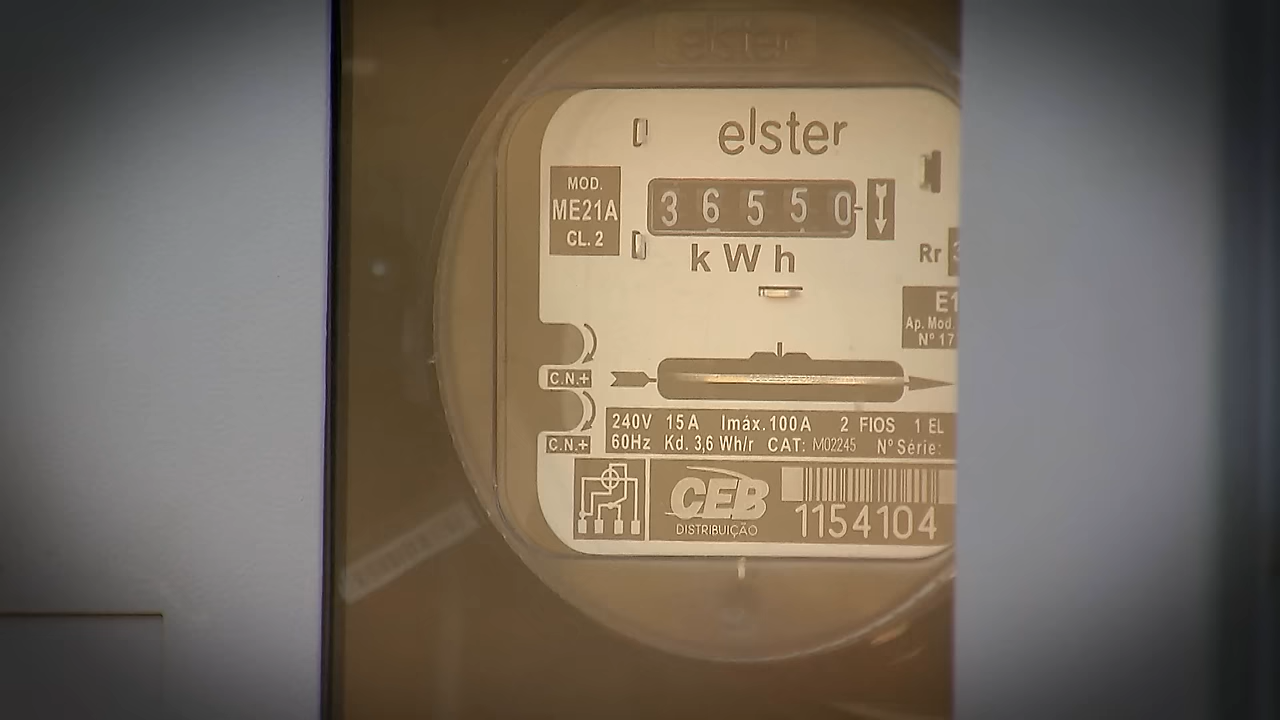 elster
elster
MOD.
ME21A
CL. 2
36550
kWh
Rr
E1
Ap. Mod.
Nº 17
C.N.+
C.N.+
240V 15A Imáx.100A 2 FIOS 1 EL
60Hz Kd. 3,6 Wh/r CAT: M02245 Nº Série:
CEB
DISTRIBUIÇÃO
1154104